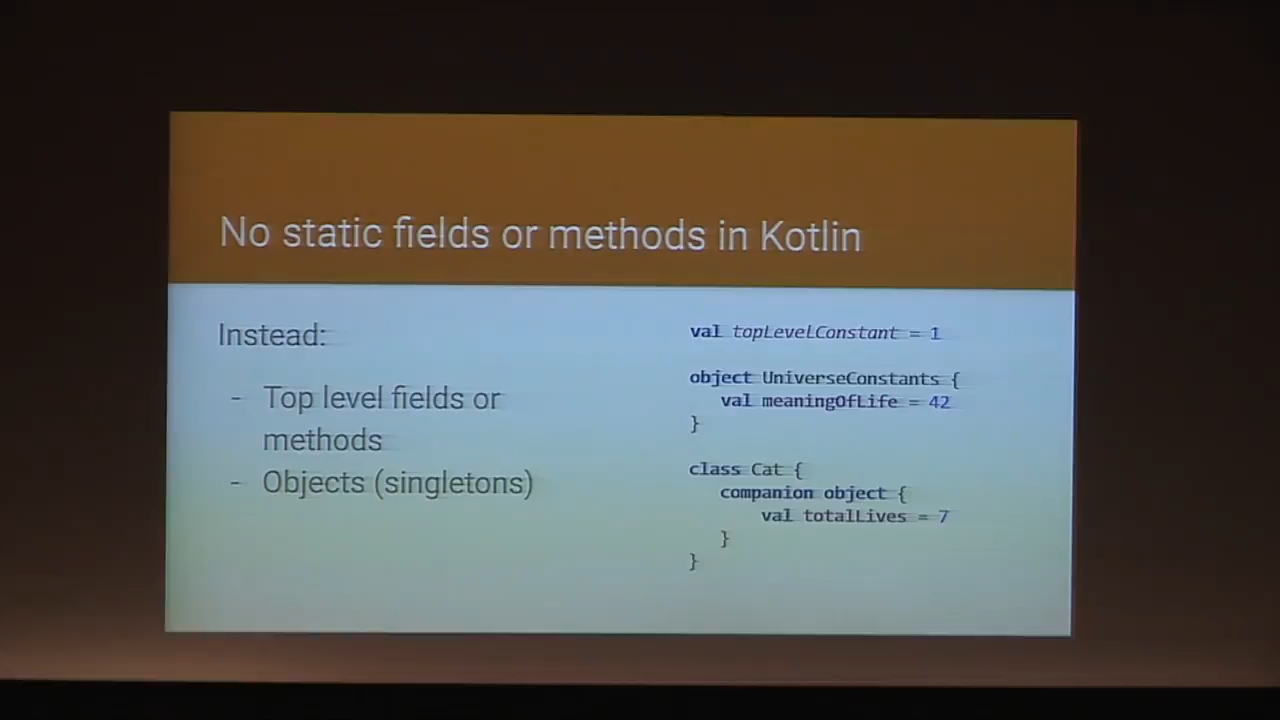 No static fields or methods in Kotlin
Instead:
- Top level fields or
methods
- Objects (singletons)
val topLevelConstant = 1
object UniverseConstants {
val meaningOfLife = 42
}
class Cat {
companion object {
val totalLives = 7
}
}